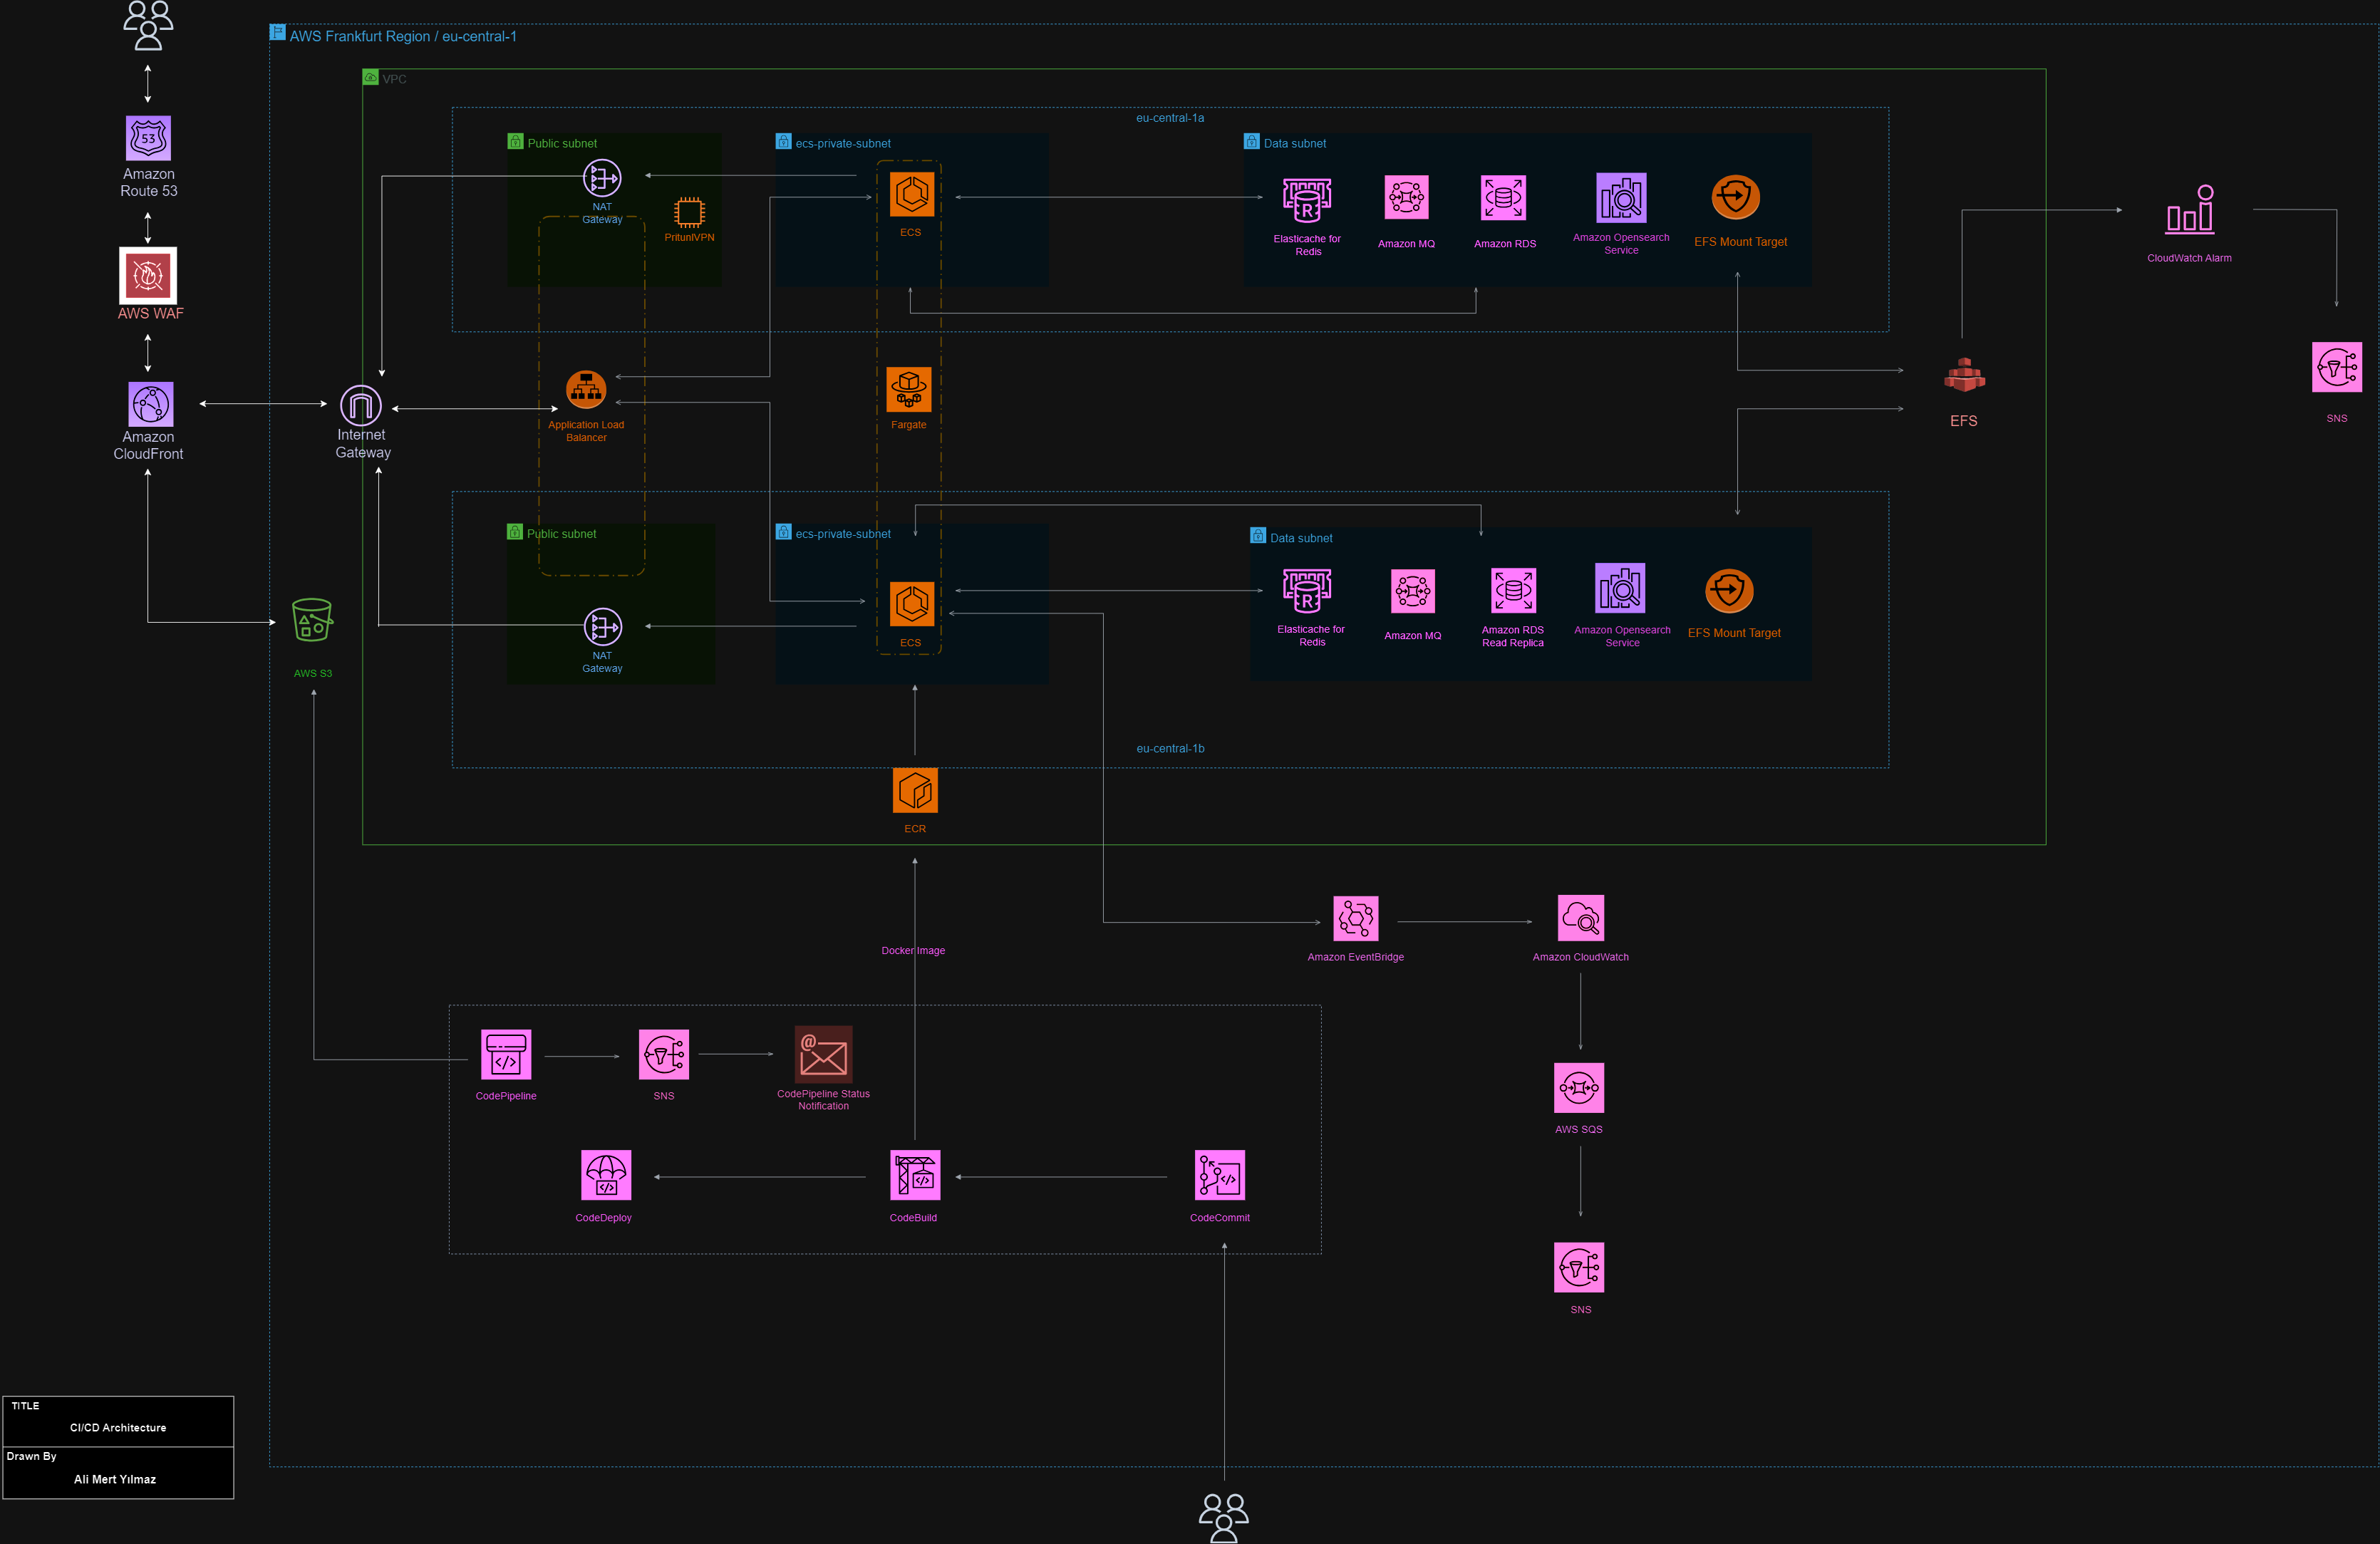 AWS Frankfurt Region / eu-central-1
VPC
eu-central-1a
Public subnet
ecs-private-subnet
Data subnet
53
Amazon
Route 53
NAT
Gateway
PritunlVPN
ECS
R
Elasticache for
Redis
Amazon MQ
Amazon RDS
Amazon Opensearch
Service
EFS Mount Target
CloudWatch Alarm
AWS WAF
Amazon
CloudFront
Internet
Gateway
Application Load
Balancer
Fargate
EFS
SNS
Public subnet
ecs-private-subnet
Data subnet
NAT
Gateway
ECS
R
Elasticache for
Redis
Amazon MQ
Amazon RDS
Read Replica
Amazon Opensearch
Service
EFS Mount Target
AWS S3
eu-central-1b
ECR
Docker Image
Amazon EventBridge
Amazon CloudWatch
CodePipeline
SNS
@
CodePipeline Status
Notification
AWS SQS
CodeDeploy
CodeBuild
CodeCommit
SNS
TITLE
CI/CD Architecture
Drawn By
Ali Mert Yılmaz